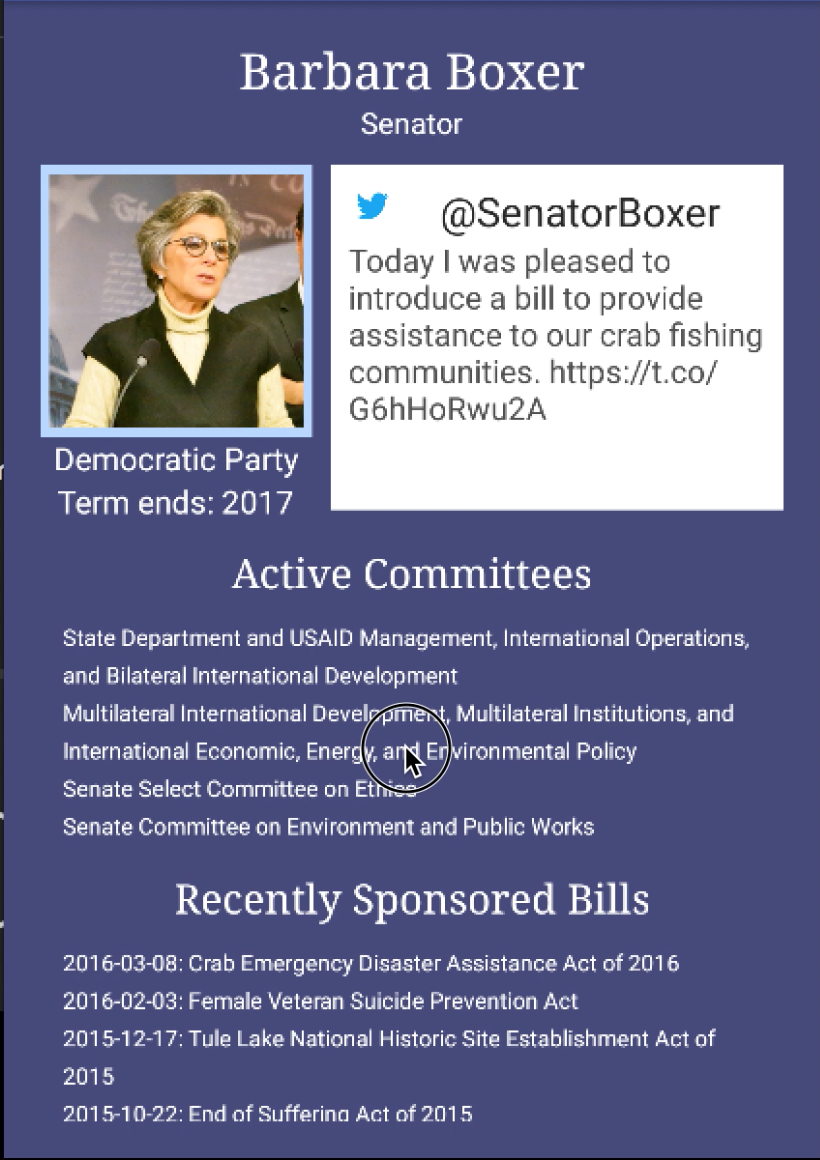 Barbara Boxer
Senator
@SenatorBoxer
Today I was pleased to
introduce a bill to provide
assistance to our crab fishing
communities. https://t.co/
G6hHoRwu2A
Democratic Party
Term ends: 2017
Active Committees
State Department and USAID Management, International Operations,
and Bilateral International Development
Multilateral International Development, Multilateral Institutions, and
International Economic, Energy, and Environmental Policy
Senate Select Committee on Ethics
Senate Committee on Environment and Public Works
Recently Sponsored Bills
2016-03-08: Crab Emergency Disaster Assistance Act of 2016
2016-02-03: Female Veteran Suicide Prevention Act
2015-12-17: Tule Lake National Historic Site Establishment Act of
2015
2015-10-22: End of Suffering Act of 2015